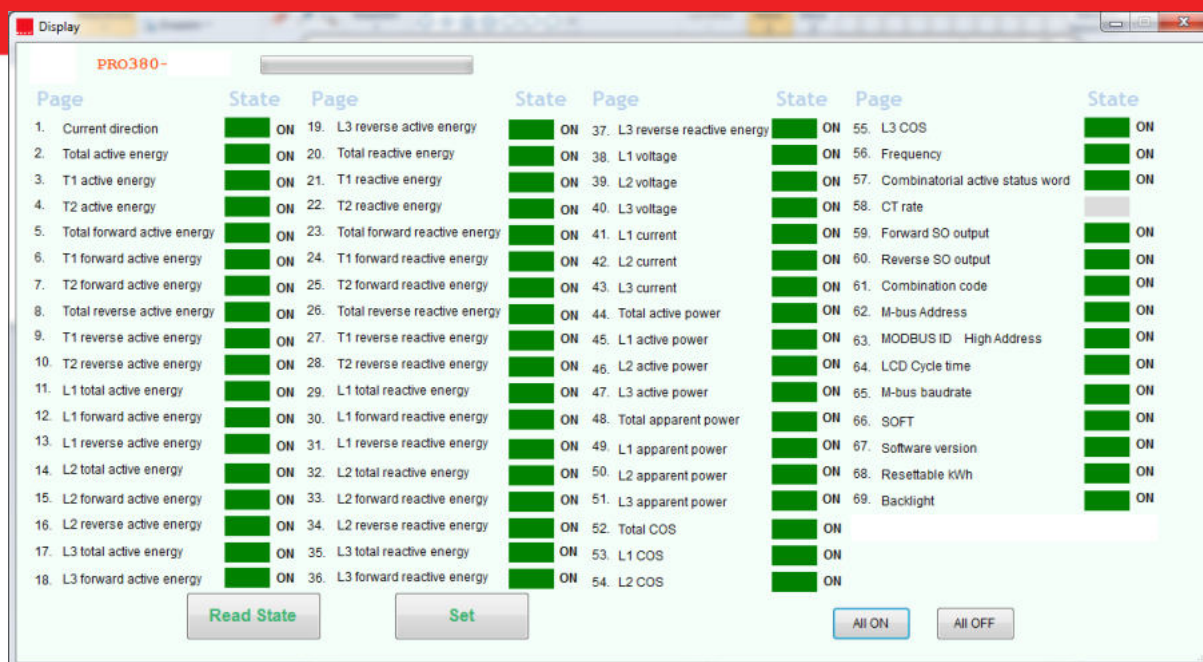 Display
PRO380-
Page State Page State Page State Page State
1. Current direction ON 19. L3 reverse active energy ON 37. L3 reverse reactive energy ON 55. L3 COS ON
2. Total active energy ON 20. Total reactive energy ON 38. L1 voltage ON 56. Frequency ON
3. T1 active energy ON 21. T1 reactive energy ON 39. L2 voltage ON 57. Combinatorial active status word ON
4. T2 active energy ON 22. T2 reactive energy ON 40. L3 voltage ON 58. CT rate
5. Total forward active energy ON 23. Total forward reactive energy ON 41. L1 current ON 59. Forward SO output ON
6. T1 forward active energy ON 24. T1 forward reactive energy ON 42. L2 current ON 60. Reverse SO output ON
7. T2 forward active energy ON 25. T2 forward reactive energy ON 43. L3 current ON 61. Combination code ON
8. Total reverse active energy ON 26. Total reverse reactive energy ON 44. Total active power ON 62. M-bus Address ON
9. T1 reverse active energy ON 27. T1 reverse reactive energy ON 45. L1 active power ON 63. MODBUS ID High Address ON
10. T2 reverse active energy ON 28. T2 reverse reactive energy ON 46. L2 active power ON 64. LCD Cycle time ON
11. L1 total active energy ON 29. L1 total reactive energy ON 47. L3 active power ON 65. M-bus baudrate ON
12. L1 forward active energy ON 30. L1 forward reactive energy ON 48. Total apparent power ON 66. SOFT ON
13. L1 reverse active energy ON 31. L1 reverse reactive energy ON 49. L1 apparent power ON 67. Software version ON
14. L2 total active energy ON 32. L2 total reactive energy ON 50. L2 apparent power ON 68. Resettable kWh ON
15. L2 forward active energy ON 33. L2 forward reactive energy ON 51. L3 apparent power ON 69. Backlight ON
16. L2 reverse active energy ON 34. L2 reverse reactive energy ON 52. Total COS ON
17. L3 total active energy ON 35. L3 total reactive energy ON 53. L1 COS ON
18. L3 forward active energy ON 36. L3 forward reactive energy ON 54. L2 COS ON
Read State Set All ON All OFF